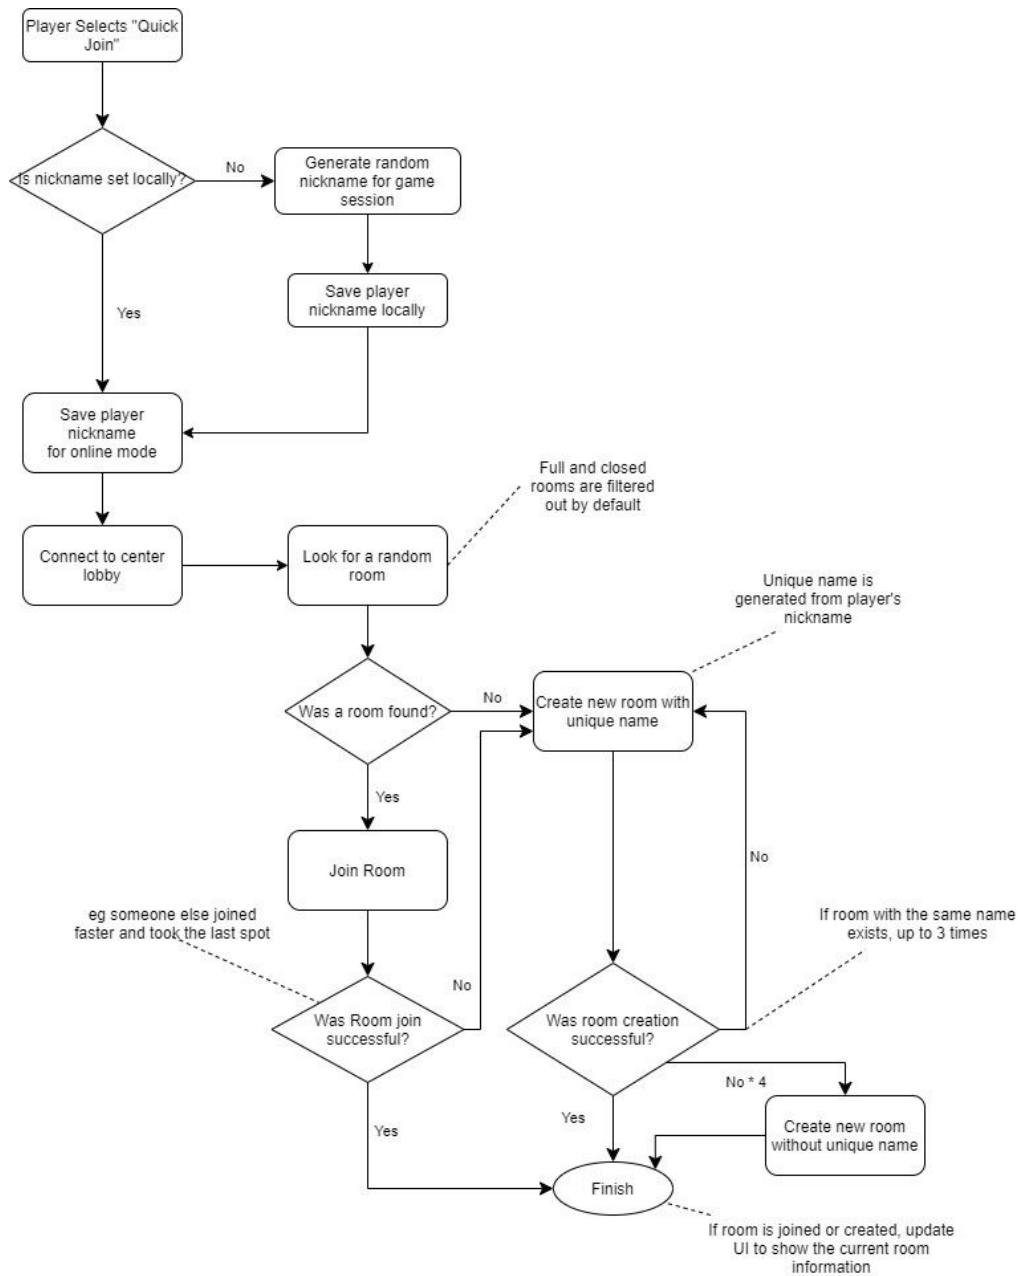 Player Selects "Quick
Join"
Is nickname set locally?
No
Generate random
nickname for game
session
Save player
nickname locally
Yes
Save player
nickname
for online mode
Full and closed
rooms are filtered
out by default
Connect to center
lobby
Look for a random
room
Unique name is
generated from player's
nickname
Was a room found?
No
Create new room with
unique name
Yes
Join Room
No
eg someone else joined
faster and took the last spot
If room with the same name
exists, up to 3 times
No
Was Room join
successful?
Was room creation
successful?
No * 4
Yes
Yes
Create new room
without unique name
Finish
If room is joined or created, update
UI to show the current room
information